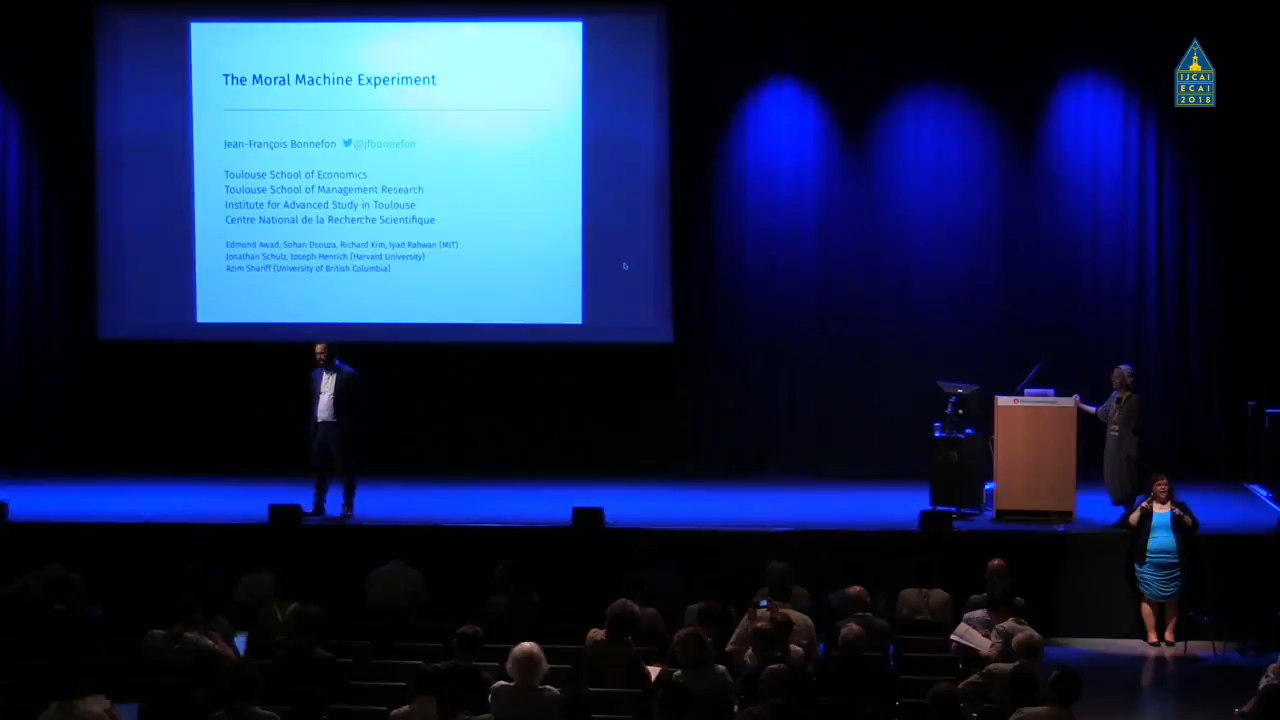 The Moral Machine Experiment
Jean-François Bonnefon @jfbonnefon
Toulouse School of Economics
Toulouse School of Management Research
Institute for Advanced Study in Toulouse
Centre National de la Recherche Scientifique
Edmond Awad, Sohan Dsouza, Richard Kim, Iyad Rahwan (MIT)
Jonathan Schulz, Joseph Henrich (Harvard University)
Azim Shariff (University of British Columbia)
IJCAI
ECAI
2018